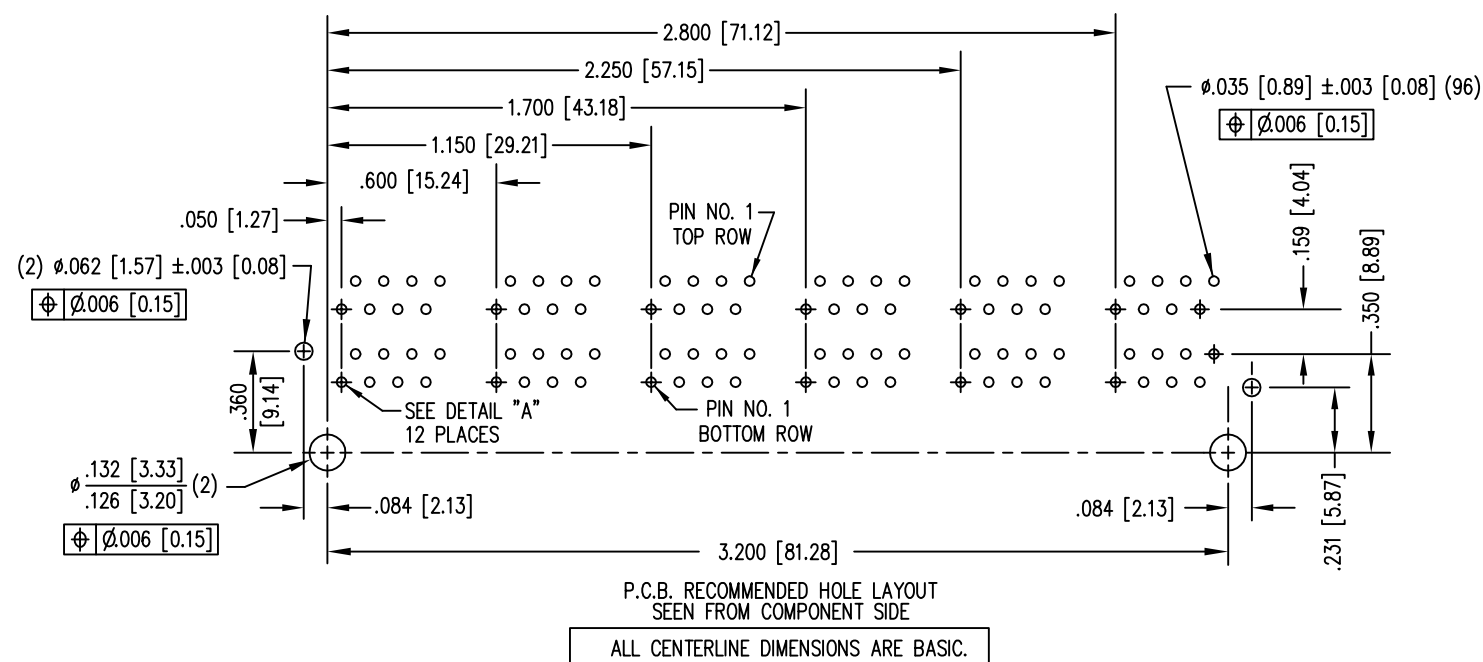 2.800 [71.12]
2.250 [57.15]
1.700 [43.18]
1.150 [29.21]
.600 [15.24]
.050 [1.27]
ø.035 [0.89] ±.003 [0.08] (96)
⌖ Ø.006 [0.15]
PIN NO. 1
TOP ROW
.159 [4.04]
.350 [8.89]
(2) ø.062 [1.57] ±.003 [0.08]
⌖ Ø.006 [0.15]
.360
[9.14]
SEE DETAIL "A"
12 PLACES
PIN NO. 1
BOTTOM ROW
ø .132 [3.33]
.126 [3.20] (2)
⌖ Ø.006 [0.15]
.084 [2.13]
.084 [2.13]
.231 [5.87]
3.200 [81.28]
P.C.B. RECOMMENDED HOLE LAYOUT
SEEN FROM COMPONENT SIDE
ALL CENTERLINE DIMENSIONS ARE BASIC.